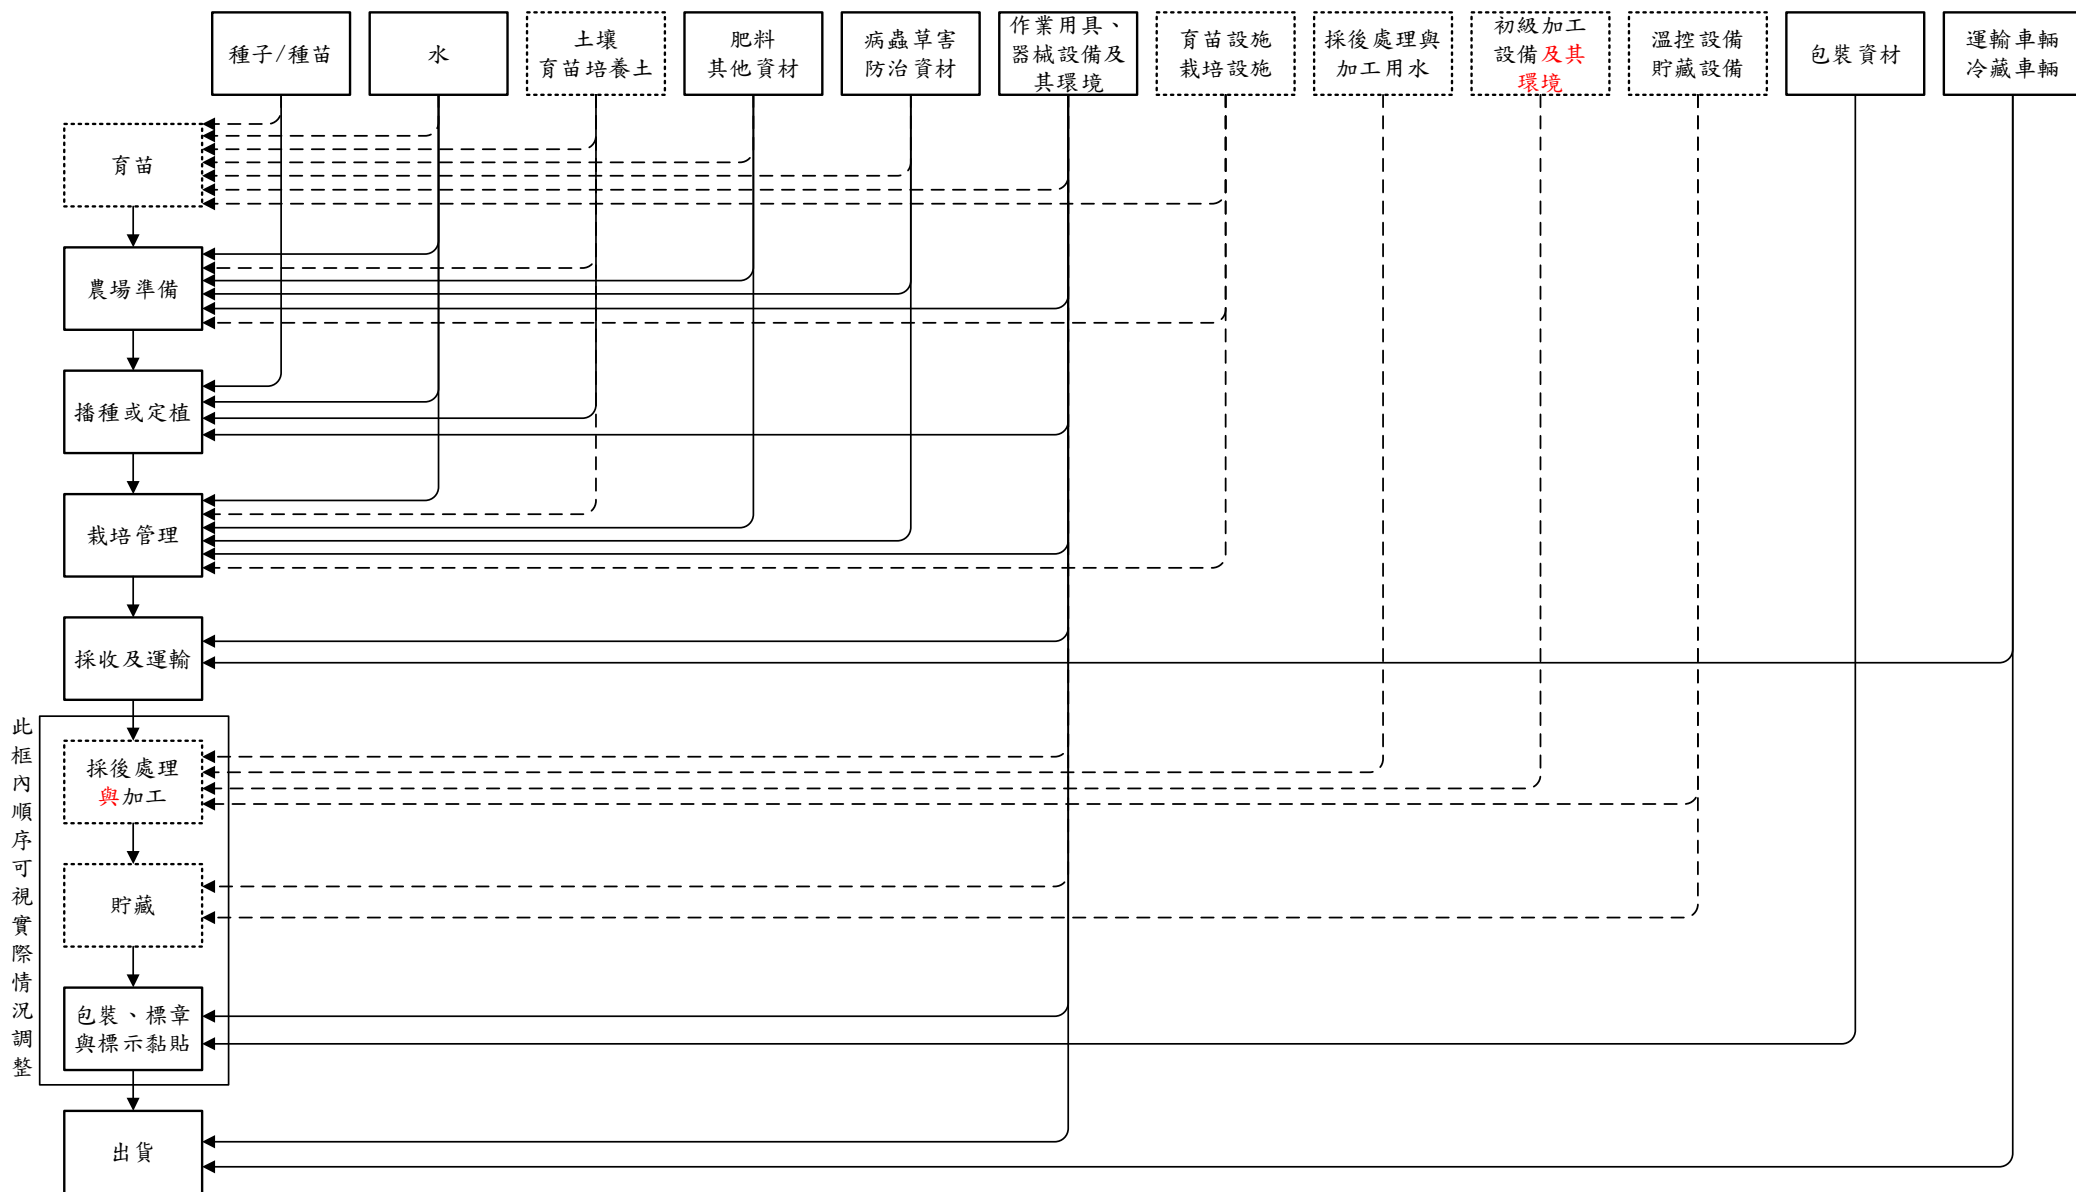 種子/種苗
水
土壤
育苗培養土
肥料
其他資材
病蟲草害
防治資材
作業用具、
器械設備及
其環境
育苗設施
栽培設施
採後處理與
加工用水
初級加工
設備及其
環境
溫控設備
貯藏設備
包裝資材
運輸車輛
冷藏車輛
育苗
農場準備
播種或定植
栽培管理
採收及運輸
此框內順序可視實際情況調整
採後處理
與加工
貯藏
包裝、標章
與標示黏貼
出貨